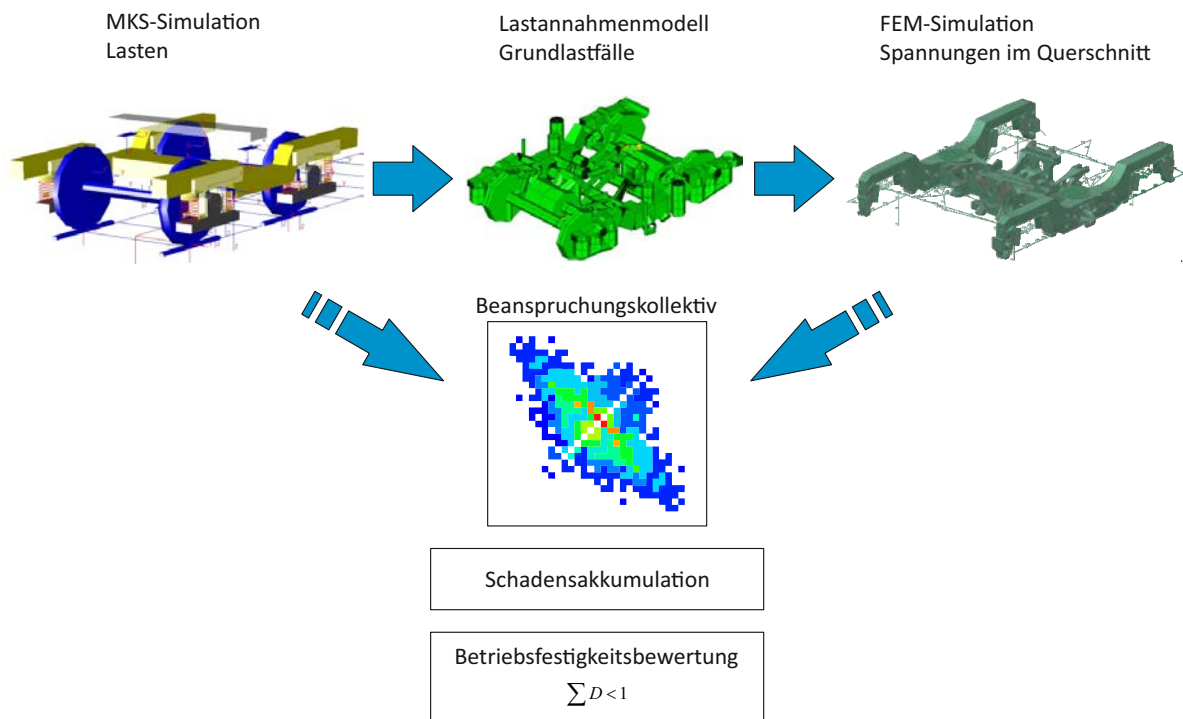 MKS-Simulation
Lasten
Lastannahmenmodell
Grundlastfälle
FEM-Simulation
Spannungen im Querschnitt
Beanspruchungskollektiv
Schadensakkumulation
Betriebsfestigkeitsbewertung
∑ D < 1